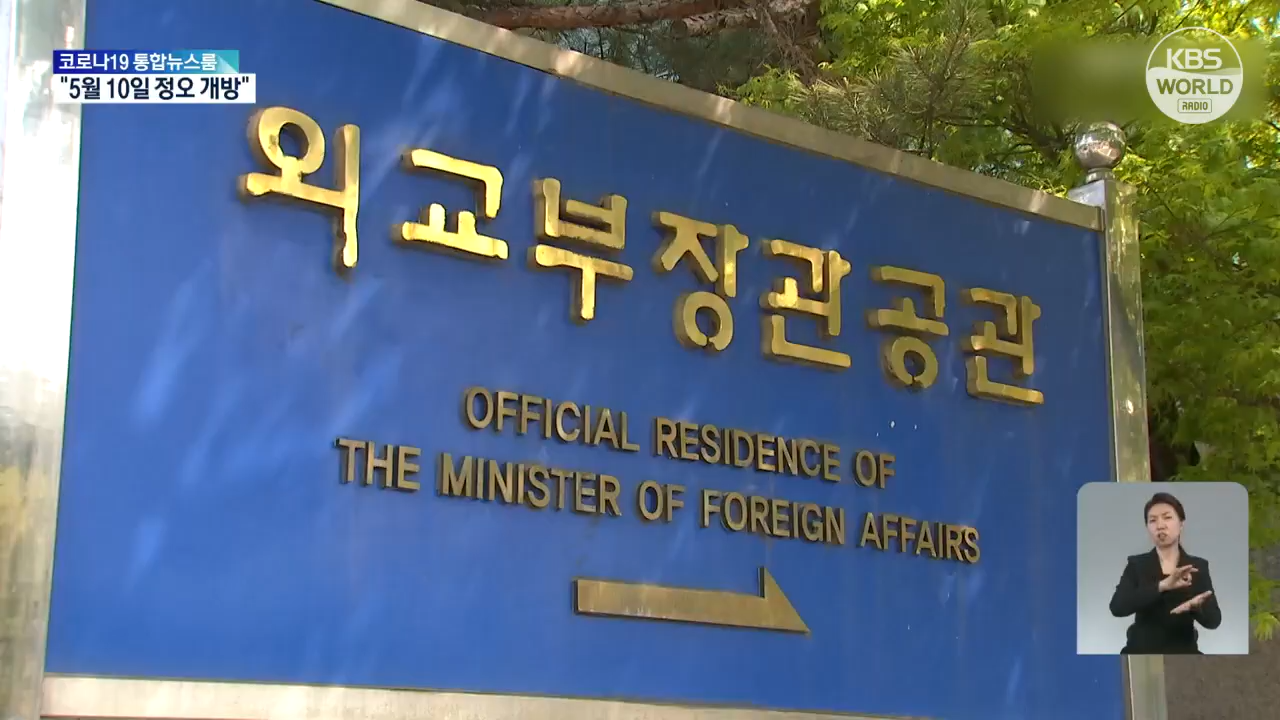 코로나19 통합뉴스룸
"5월 10일 정오 개방"
KBS
WORLD
RADIO
외교부장관공관
OFFICIAL RESIDENCE OF
THE MINISTER OF FOREIGN AFFAIRS